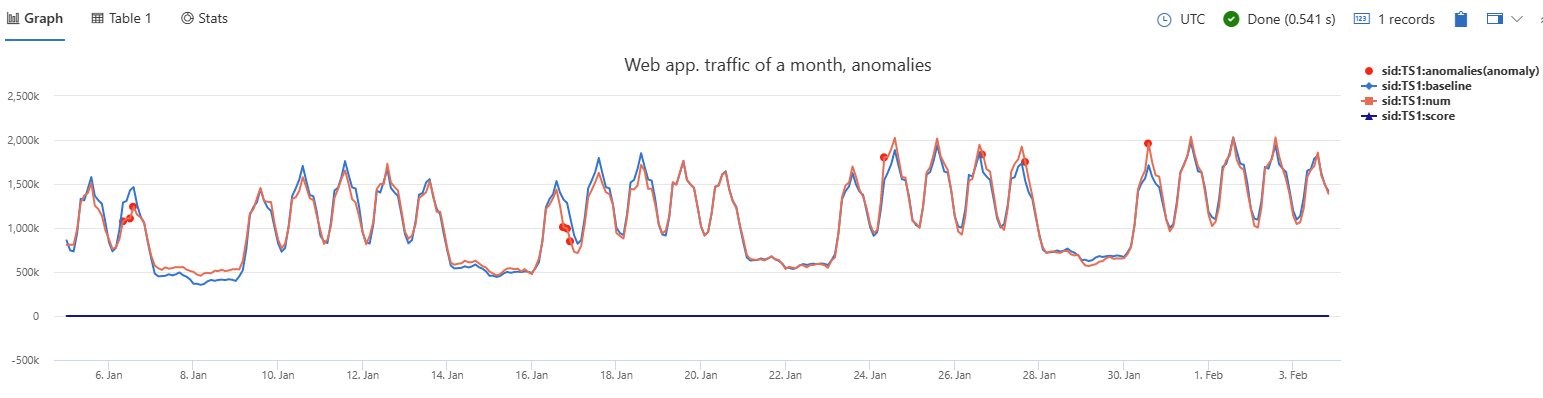 Graph Table 1 Stats UTC Done (0.541 s) 123 1 records
Web app. traffic of a month, anomalies
sid:TS1:anomalies(anomaly)
sid:TS1:baseline
sid:TS1:num
sid:TS1:score
2,500k
2,000k
1,500k
1,000k
500k
0
-500k
6. Jan 8. Jan 10. Jan 12. Jan 14. Jan 16. Jan 18. Jan 20. Jan 22. Jan 24. Jan 26. Jan 28. Jan 30. Jan 1. Feb 3. Feb